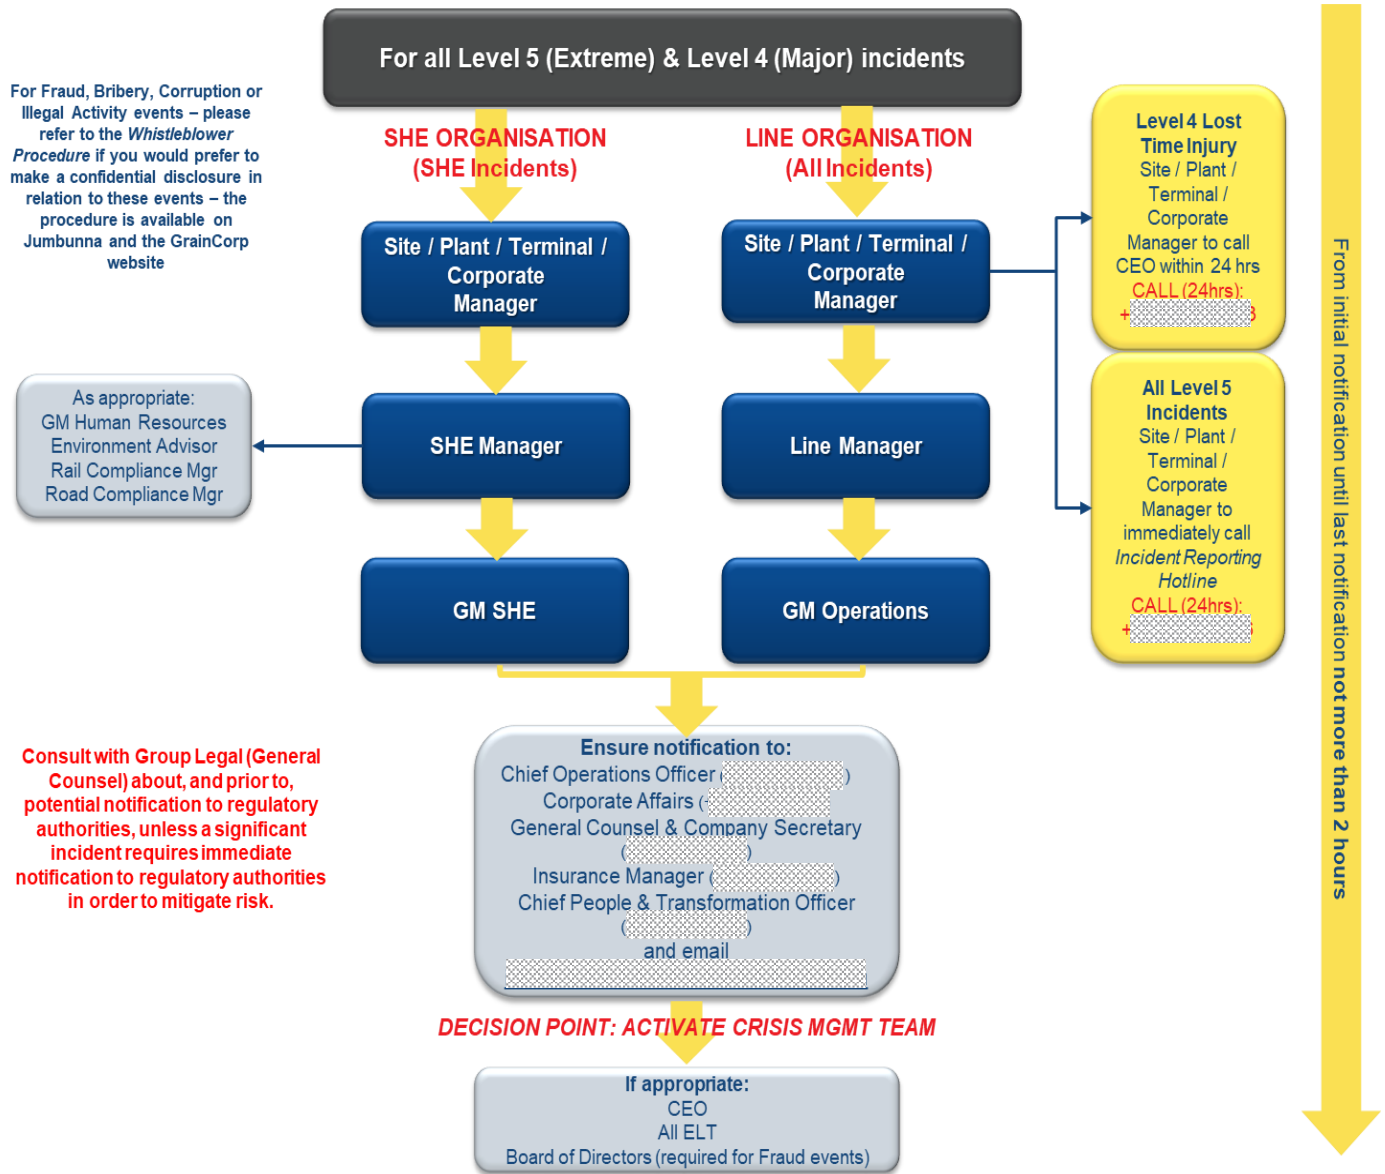 For all Level 5 (Extreme) & Level 4 (Major) incidents
For Fraud, Bribery, Corruption or
Illegal Activity events – please
refer to the Whistleblower
Procedure if you would prefer to
make a confidential disclosure in
relation to these events – the
procedure is available on
Jumbunna and the GrainCorp
website
SHE ORGANISATION
(SHE Incidents)
LINE ORGANISATION
(All Incidents)
Site / Plant / Terminal /
Corporate
Manager
Site / Plant / Terminal /
Corporate
Manager
Level 4 Lost
Time Injury
Site / Plant /
Terminal /
Corporate
Manager to call
CEO within 24 hrs
CALL (24hrs):
+
As appropriate:
GM Human Resources
Environment Advisor
Rail Compliance Mgr
Road Compliance Mgr
SHE Manager
Line Manager
All Level 5
Incidents
Site / Plant /
Terminal /
Corporate
Manager to
immediately call
Incident Reporting
Hotline
CALL (24hrs):
+
GM SHE
GM Operations
From initial notification until last notification not more than 2 hours
Consult with Group Legal (General
Counsel) about, and prior to,
potential notification to regulatory
authorities, unless a significant
incident requires immediate
notification to regulatory authorities
in order to mitigate risk.
Ensure notification to:
Chief Operations Officer ( )
Corporate Affairs (
General Counsel & Company Secretary
( )
Insurance Manager ( )
Chief People & Transformation Officer
( )
and email
DECISION POINT: ACTIVATE CRISIS MGMT TEAM
If appropriate:
CEO
All ELT
Board of Directors (required for Fraud events)